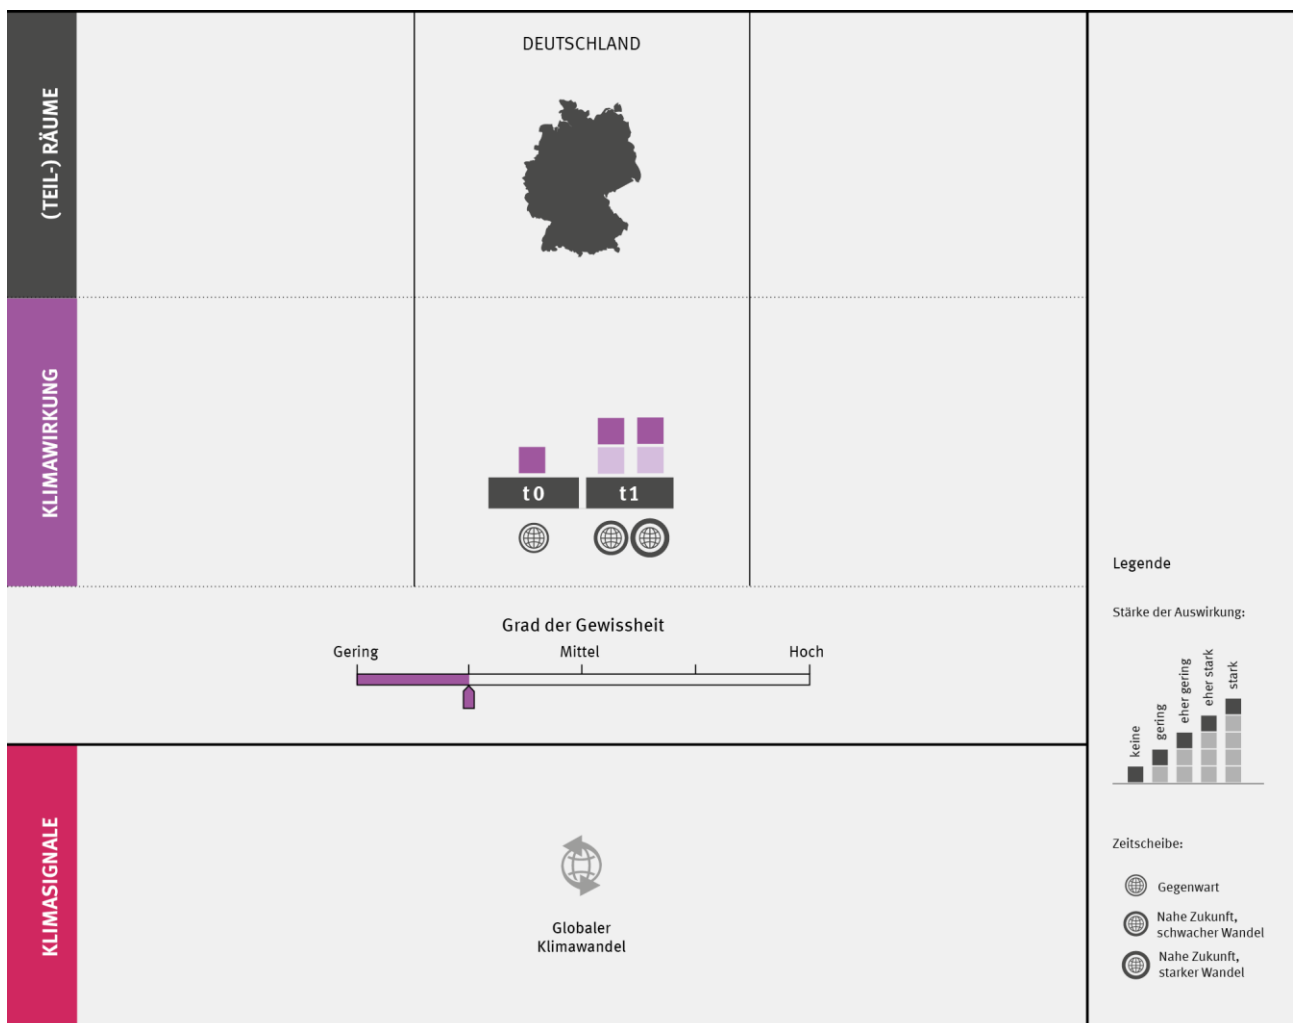 (TEIL-) RÄUME
DEUTSCHLAND
KLIMAWIRKUNG
t0
t1
Grad der Gewissheit
Gering
Mittel
Hoch
KLIMASIGNALE
Globaler
Klimawandel
Legende
Stärke der Auswirkung:
keine
gering
eher gering
eher stark
stark
Zeitscheibe:
Gegenwart
Nahe Zukunft,
schwacher Wandel
Nahe Zukunft,
starker Wandel